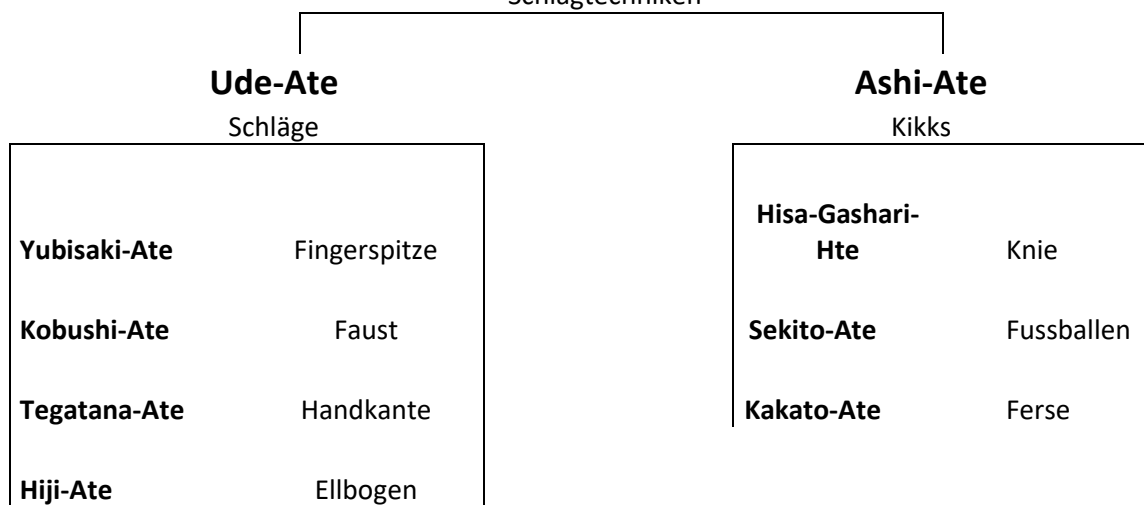 Schlagtechniken
Ude-Ate
Schläge
Yubisaki-Ate Fingerspitze
Kobushi-Ate Faust
Tegatana-Ate Handkante
Hiji-Ate Ellbogen
Ashi-Ate
Kikks
Hisa-Gashari-
Hte Knie
Sekito-Ate Fussballen
Kakato-Ate Ferse